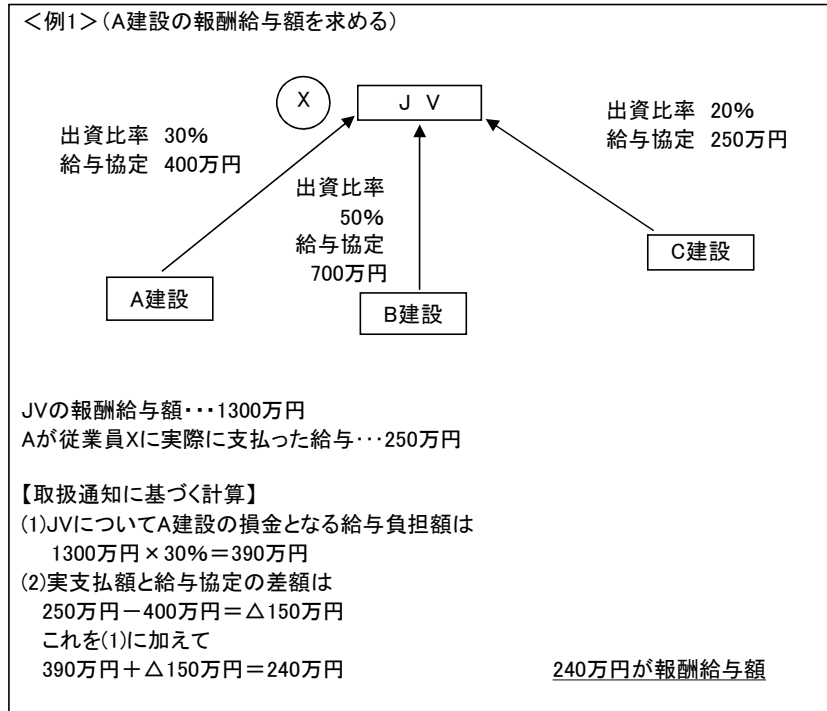 ＜例1＞（A建設の報酬給与額を求める）
X
J V
出資比率 30%
給与協定 400万円
出資比率
50%
給与協定
700万円
出資比率 20%
給与協定 250万円
A建設
B建設
C建設
JVの報酬給与額・・・1300万円
Aが従業員Xに実際に支払った給与・・・250万円
【取扱通知に基づく計算】
(1)JVについてA建設の損金となる給与負担額は
1300万円×30%＝390万円
(2)実支払額と給与協定の差額は
250万円－400万円＝△150万円
これを(1)に加えて
390万円＋△150万円＝240万円 240万円が報酬給与額